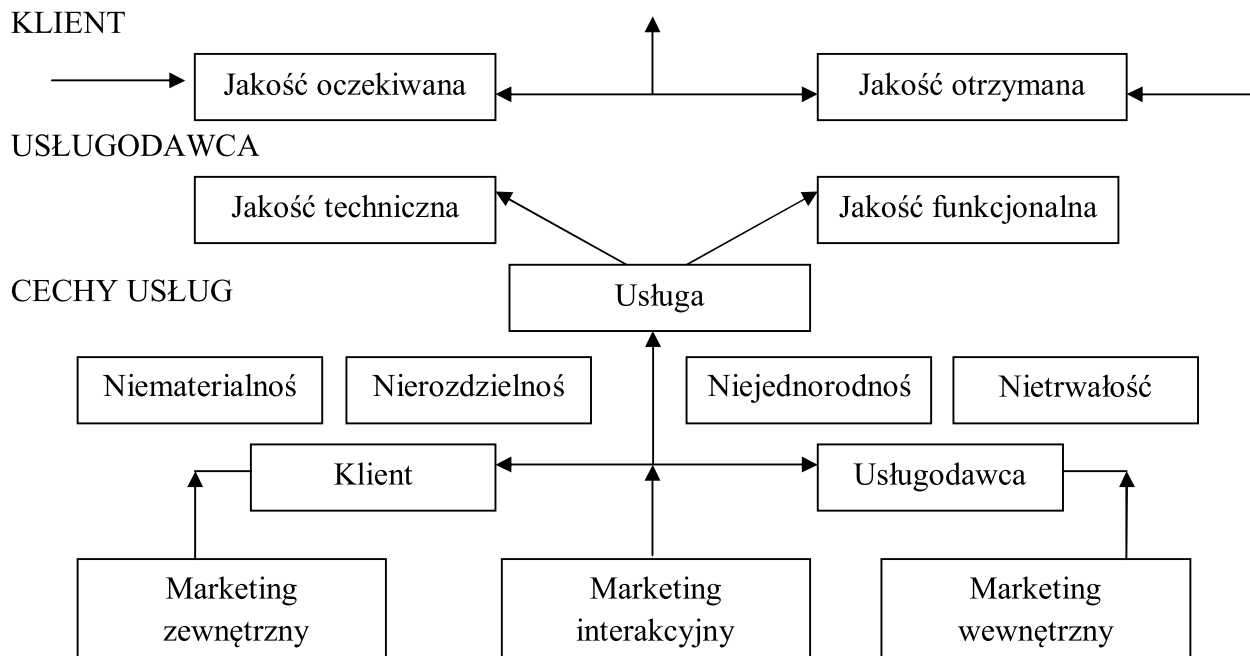 KLIENT
Jakość oczekiwana
Jakość otrzymana
USŁUGODAWCA
Jakość techniczna
Jakość funkcjonalna
CECHY USŁUG
Usługa
Niematerialnoś
Nierozdzielnoś
Niejednorodnoś
Nietrwałość
Klient
Usługodawca
Marketing
zewnętrzny
Marketing
interakcyjny
Marketing
wewnętrzny